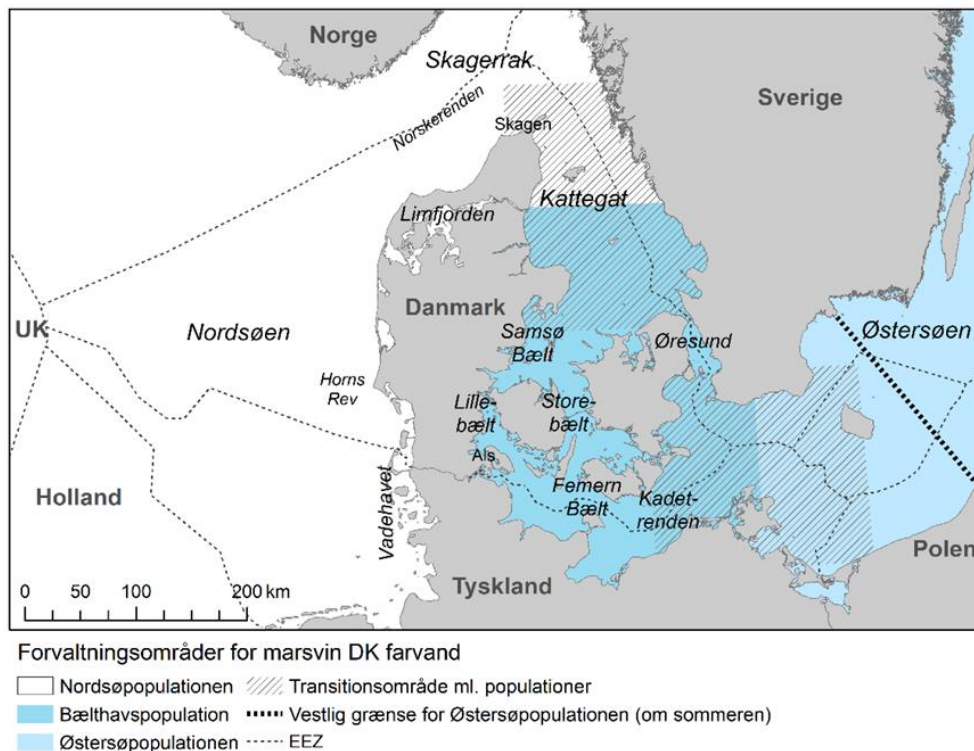 Norge
Skagerrak
Sverige
Norskerenden
Skagen
Kattegat
Limfjorden
Danmark
UK
Nordsøen
Samsø
Bælt
Øresund
Østersøen
Horns
Rev
Lille-
bælt
Store-
bælt
Als
Holland
Vadehavet
Femern
Bælt
Kadet-
renden
Polen
Tyskland
0 50 100 200 km
Forvaltningsområder for marsvin DK farvand
Nordsøpopulationen
Transitionsområde ml. populationer
Bælthavspopulation
Vestlig grænse for Østersøpopulationen (om sommeren)
Østersøpopulationen
EEZ